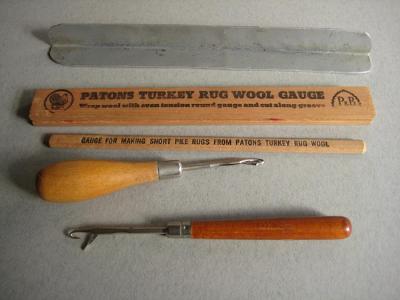 PATONS TURKEY RUG WOOL GAUGE
Wrap wool with even tension round gauge and cut along groove
P&B
GAUGE FOR MAKING SHORT PILE RUGS FROM PATONS TURKEY RUG WOOL